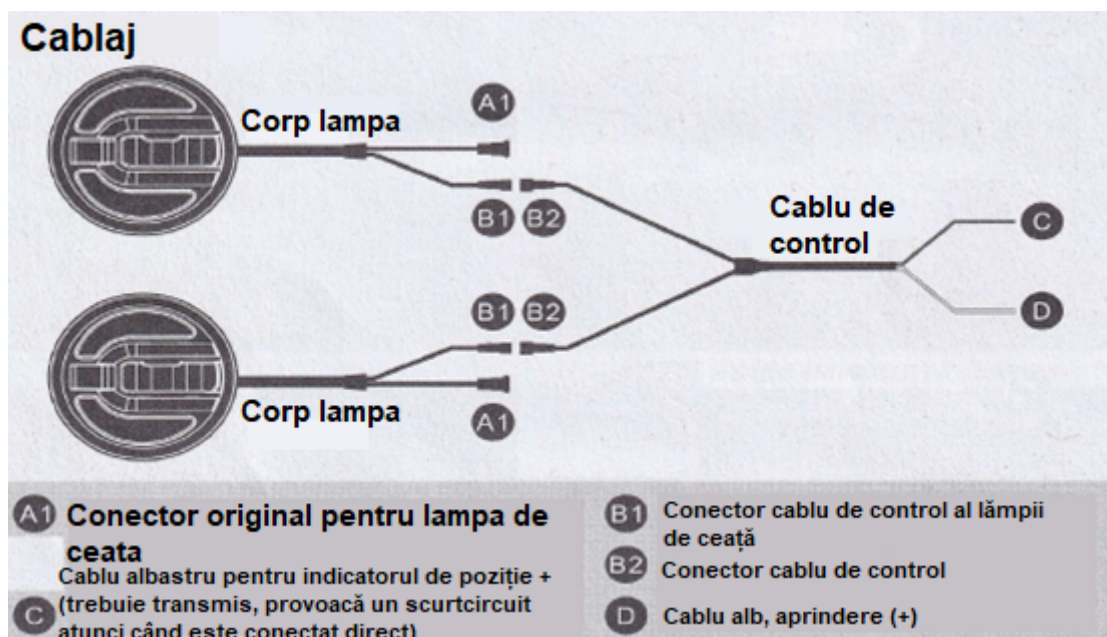 Cablaj
Corp lampa
A1
B1 B2
Cablu de
control
C
D
B1 B2
Corp lampa
A1
A1 Conector original pentru lampa de
ceata
C Cablu albastru pentru indicatorul de poziție +
(trebuie transmis, provoacă un scurtcircuit
atunci când este conectat direct)
B1 Conector cablu de control al lămpii
de ceață
B2 Conector cablu de control
D Cablu alb, aprindere (+)